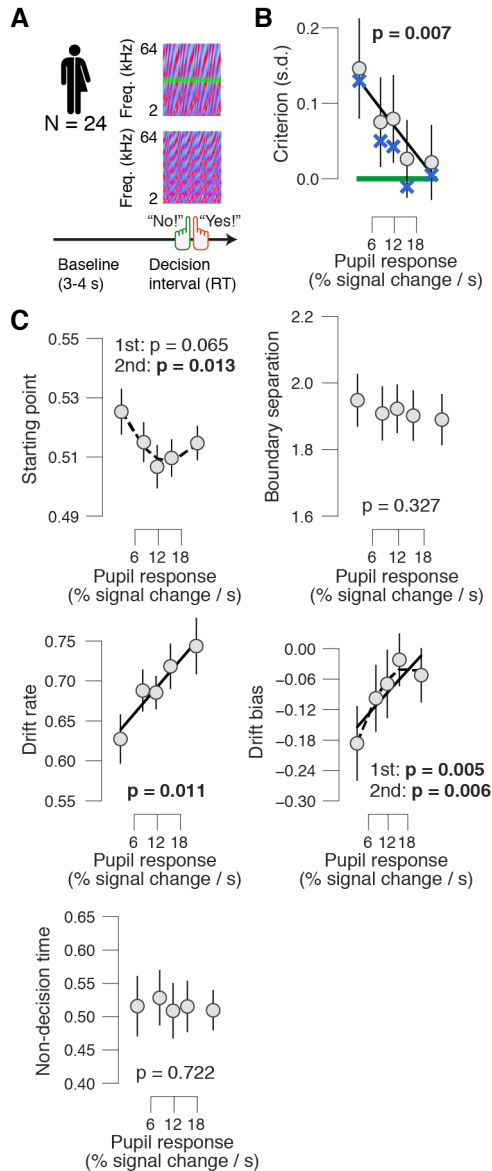 A
N = 24
Freq. (kHz)
64
2
Freq. (kHz)
64
2
“No!” “Yes!”
Baseline
(3-4 s)
Decision
interval (RT)
B
Criterion (s.d.)
0.2
0.1
0.0
p = 0.007
6 12 18
Pupil response
(% signal change / s)
C
Starting point
0.55
0.53
0.51
0.49
1st: p = 0.065
2nd: p = 0.013
6 12 18
Pupil response
(% signal change / s)
Boundary separation
2.2
2.0
1.8
1.6
p = 0.327
6 12 18
Pupil response
(% signal change / s)
Drift rate
0.75
0.70
0.65
0.60
0.55
p = 0.011
6 12 18
Pupil response
(% signal change / s)
Drift bias
0.00
−0.06
−0.12
−0.18
−0.24
−0.30
1st: p = 0.005
2nd: p = 0.006
6 12 18
Pupil response
(% signal change / s)
Non-decision time
0.65
0.60
0.55
0.50
0.45
0.40
p = 0.722
6 12 18
Pupil response
(% signal change / s)